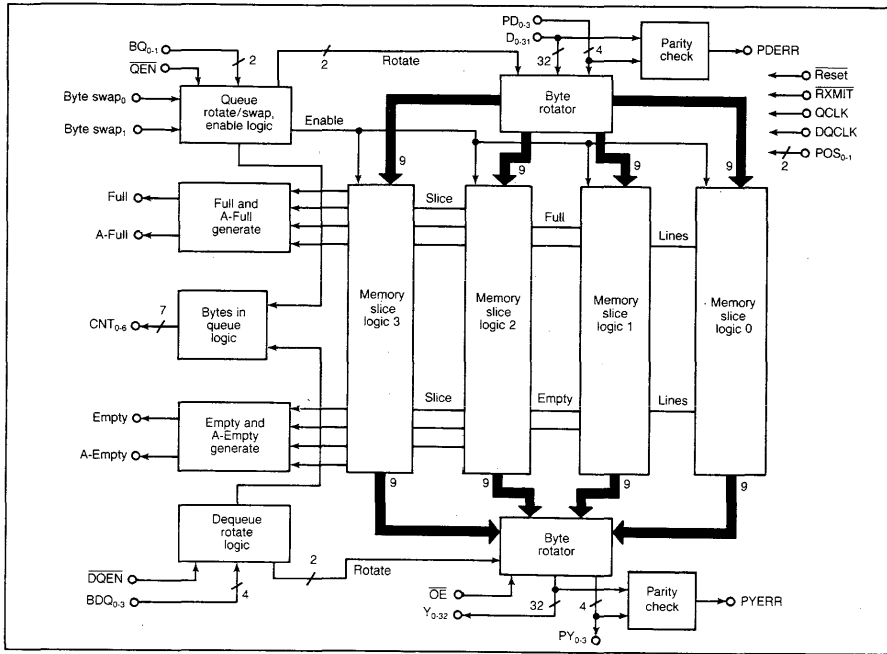 PD0-3
D0-31
32
4
Parity check
PDERR
BQ0-1
2
QEN
2
Rotate
Byte swap0
Byte swap1
Queue
rotate/swap,
enable logic
Enable
Byte
rotator
Reset
RXMIT
QCLK
DQCLK
POS0-1
2
9
9
9
9
Full
A-Full
Full and
A-Full
generate
Slice
Full
Lines
CNT0-6
7
Bytes in
queue
logic
Memory
slice
logic 3
Memory
slice
logic 2
Memory
slice
logic 1
Memory
slice
logic 0
Empty
A-Empty
Empty and
A-Empty
generate
Slice
Empty
Lines
9
9
9
9
Dequeue
rotate
logic
Byte
rotator
DQEN
BDQ0-3
4
2
Rotate
OE
Y0-32
32
4
PY0-3
Parity
check
PYERR